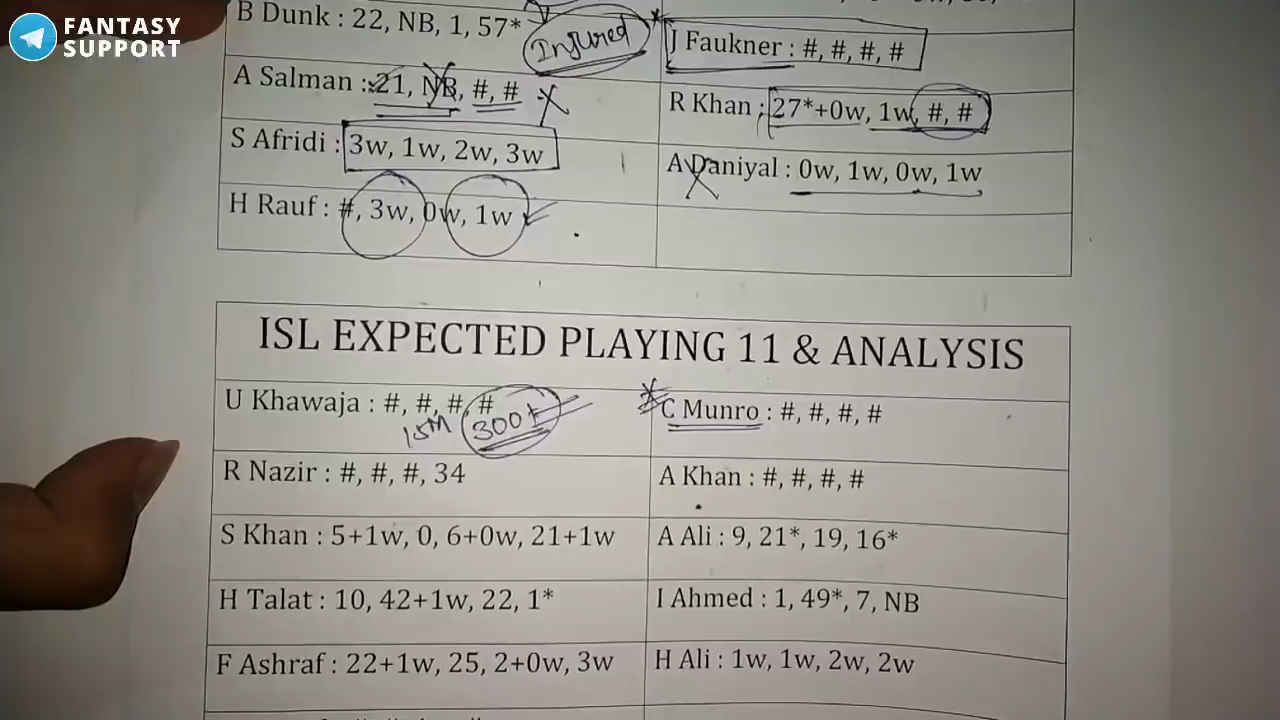 FANTASY
SUPPORT
B Dunk : 22, NB, 1, 57*
Injured
J Faukner : #, #, #, #
A Salman : 21, NB, #, #
R Khan : 27*+0w, 1w, #, #
S Afridi : 3w, 1w, 2w, 3w
A Daniyal : 0w, 1w, 0w, 1w
H Rauf : #, 3w, 0w, 1w
ISL EXPECTED PLAYING 11 & ANALYSIS
U Khawaja : #, #, #, #
15M 300+
C Munro : #, #, #, #
R Nazir : #, #, #, 34
A Khan : #, #, #, #
S Khan : 5+1w, 0, 6+0w, 21+1w
A Ali : 9, 21*, 19, 16*
H Talat : 10, 42+1w, 22, 1*
I Ahmed : 1, 49*, 7, NB
F Ashraf : 22+1w, 25, 2+0w, 3w
H Ali : 1w, 1w, 2w, 2w